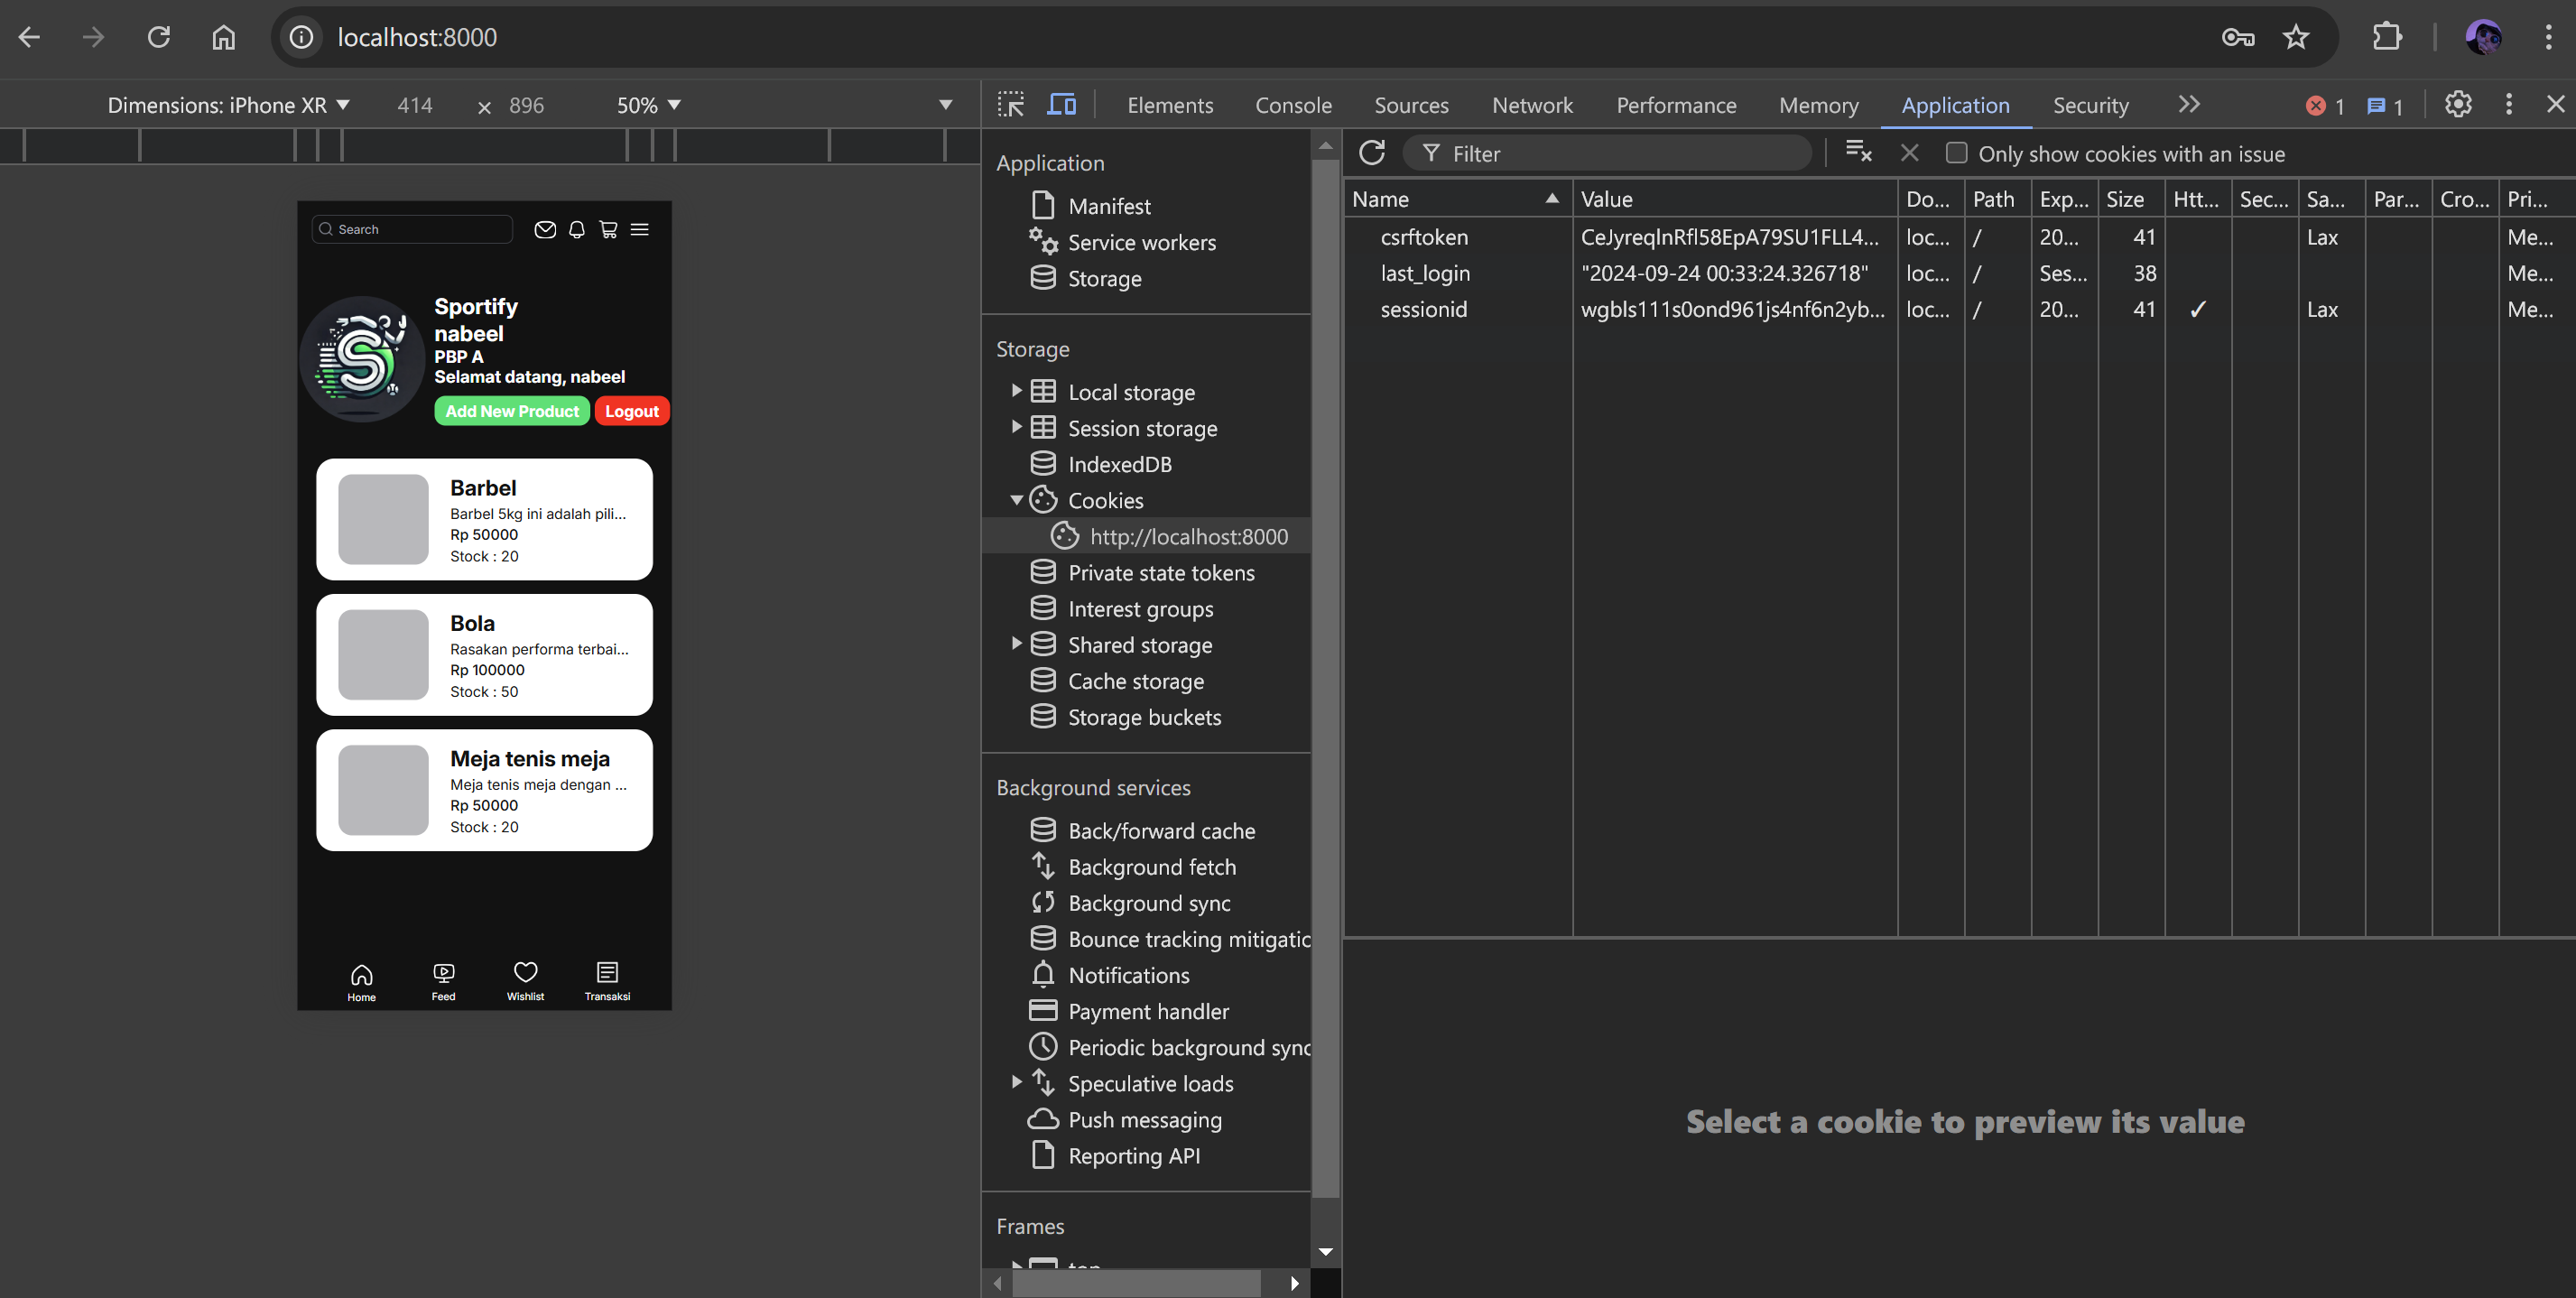 localhost:8000
Dimensions: iPhone XR 414 × 896 50%
Elements Console Sources Network Performance Memory Application Security 1 1
Search
Sportify
nabeel
PBP A
Selamat datang, nabeel
Add New Product Logout
Barbel
Barbel 5kg ini adalah pili...
Rp 50000
Stock : 20
Bola
Rasakan performa terbai...
Rp 100000
Stock : 50
Meja tenis meja
Meja tenis meja dengan ...
Rp 50000
Stock : 20
Home Feed Wishlist Transaksi
Application
Manifest
Service workers
Storage
Storage
Local storage
Session storage
IndexedDB
Cookies
http://localhost:8000
Private state tokens
Interest groups
Shared storage
Cache storage
Storage buckets
Background services
Back/forward cache
Background fetch
Background sync
Bounce tracking mitigatic
Notifications
Payment handler
Periodic background sync
Speculative loads
Push messaging
Reporting API
Frames
top
Filter Only show cookies with an issue
Name Value Do... Path Exp... Size Htt... Sec... Sa... Par... Cro... Pri...
csrftoken CeJyreqlnRfl58EpA79SU1FLL4... loc... / 20... 41 Lax Me...
last_login "2024-09-24 00:33:24.326718" loc... / Ses... 38 Me...
sessionid wgbls111s0ond961js4nf6n2yb... loc... / 20... 41 ✓ Lax Me...
Select a cookie to preview its value